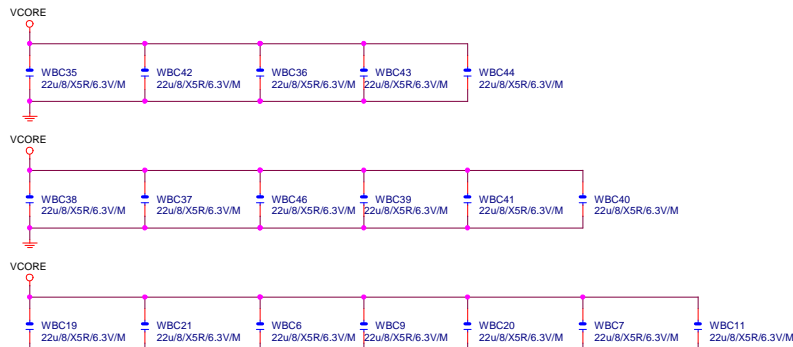 VCORE
WBC35 WBC42 WBC36 WBC43 WBC44
22u/8/X5R/6.3V/M 22u/8/X5R/6.3V/M 22u/8/X5R/6.3V/M 22u/8/X5R/6.3V/M 22u/8/X5R/6.3V/M
VCORE
WBC38 WBC37 WBC46 WBC39 WBC41 WBC40
22u/8/X5R/6.3V/M 22u/8/X5R/6.3V/M 22u/8/X5R/6.3V/M 22u/8/X5R/6.3V/M 22u/8/X5R/6.3V/M 22u/8/X5R/6.3V/M
VCORE
WBC19 WBC21 WBC6 WBC9 WBC20 WBC7 WBC11
22u/8/X5R/6.3V/M 22u/8/X5R/6.3V/M 22u/8/X5R/6.3V/M 22u/8/X5R/6.3V/M 22u/8/X5R/6.3V/M 22u/8/X5R/6.3V/M 22u/8/X5R/6.3V/M